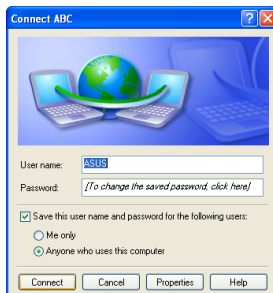 Connect ABC
User name: ASUS
Password: [To change the saved password, click here]
Save this user name and password for the following users:
Me only
Anyone who uses this computer
Connect Cancel Properties Help